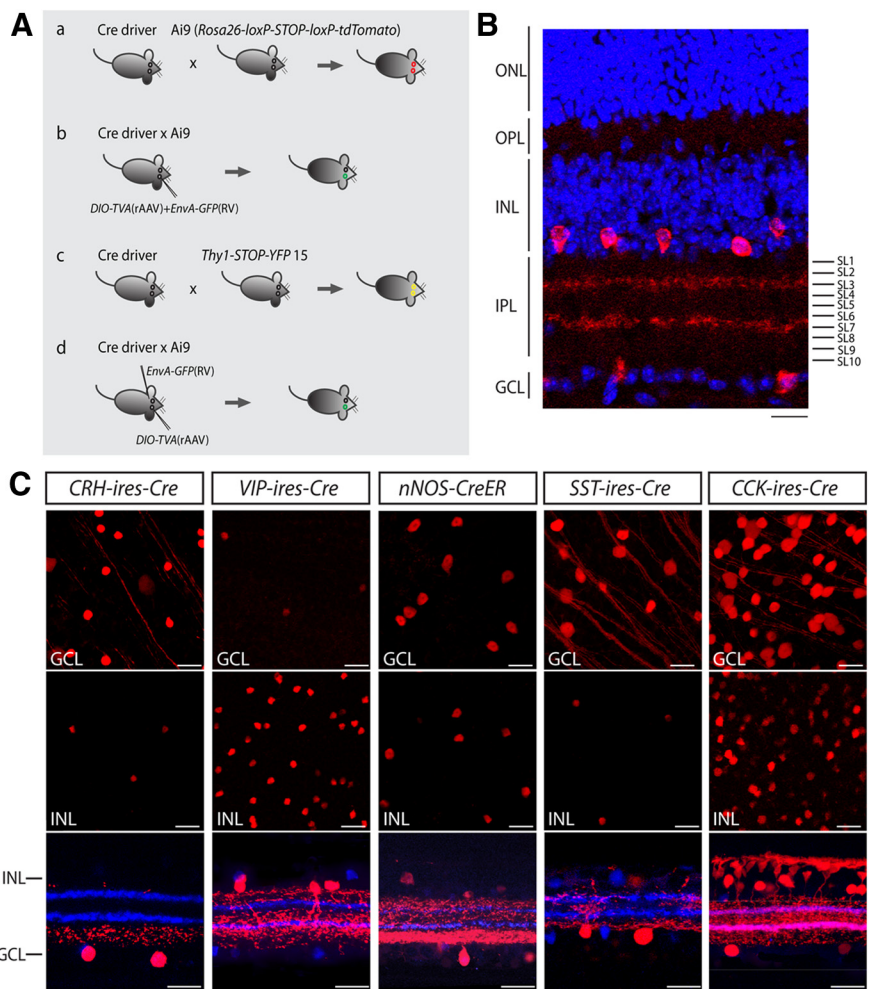 A
a Cre driver Ai9 (Rosa26-loxP-STOP-loxP-tdTomato)
x
b Cre driver x Ai9
DIO-TVA(rAAV)+EnvA-GFP(RV)
c Cre driver Thy1-STOP-YFP 15
x
d Cre driver x Ai9
EnvA-GFP(RV)
DIO-TVA(rAAV)
B
ONL
OPL
INL
IPL
GCL
SL1
SL2
SL3
SL4
SL5
SL6
SL7
SL8
SL9
SL10
C
CRH-ires-Cre VIP-ires-Cre nNOS-CreER SST-ires-Cre CCK-ires-Cre
GCL GCL GCL GCL GCL
INL INL INL INL INL
INL
GCL